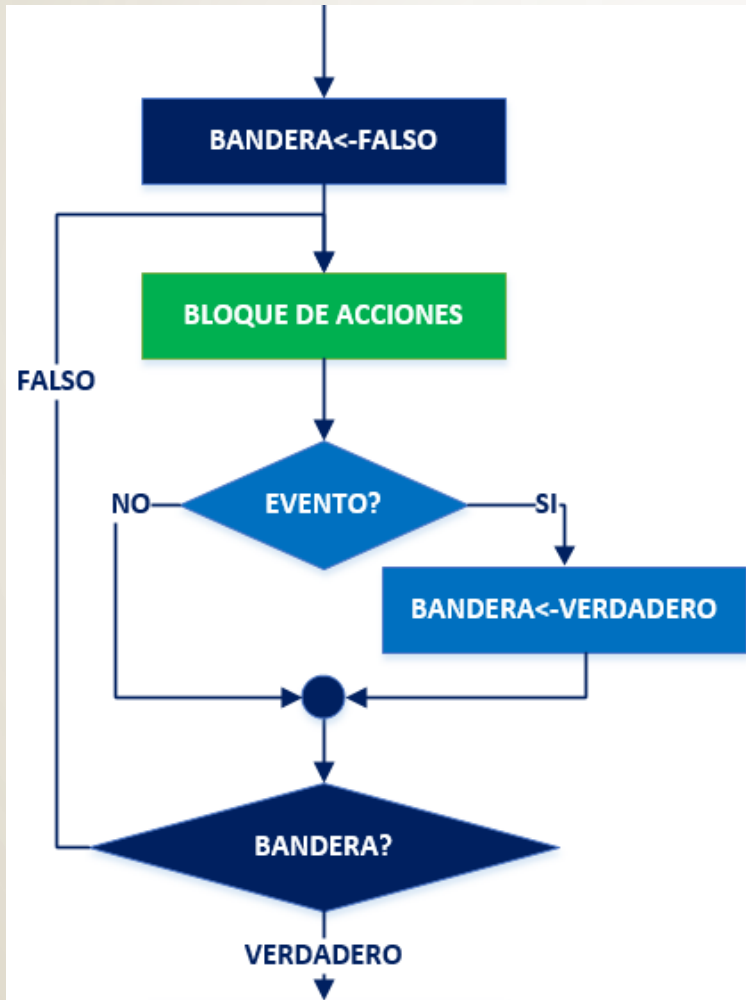 BANDERA<-FALSO
BLOQUE DE ACCIONES
FALSO
EVENTO?
NO
SI
BANDERA<-VERDADERO
BANDERA?
VERDADERO